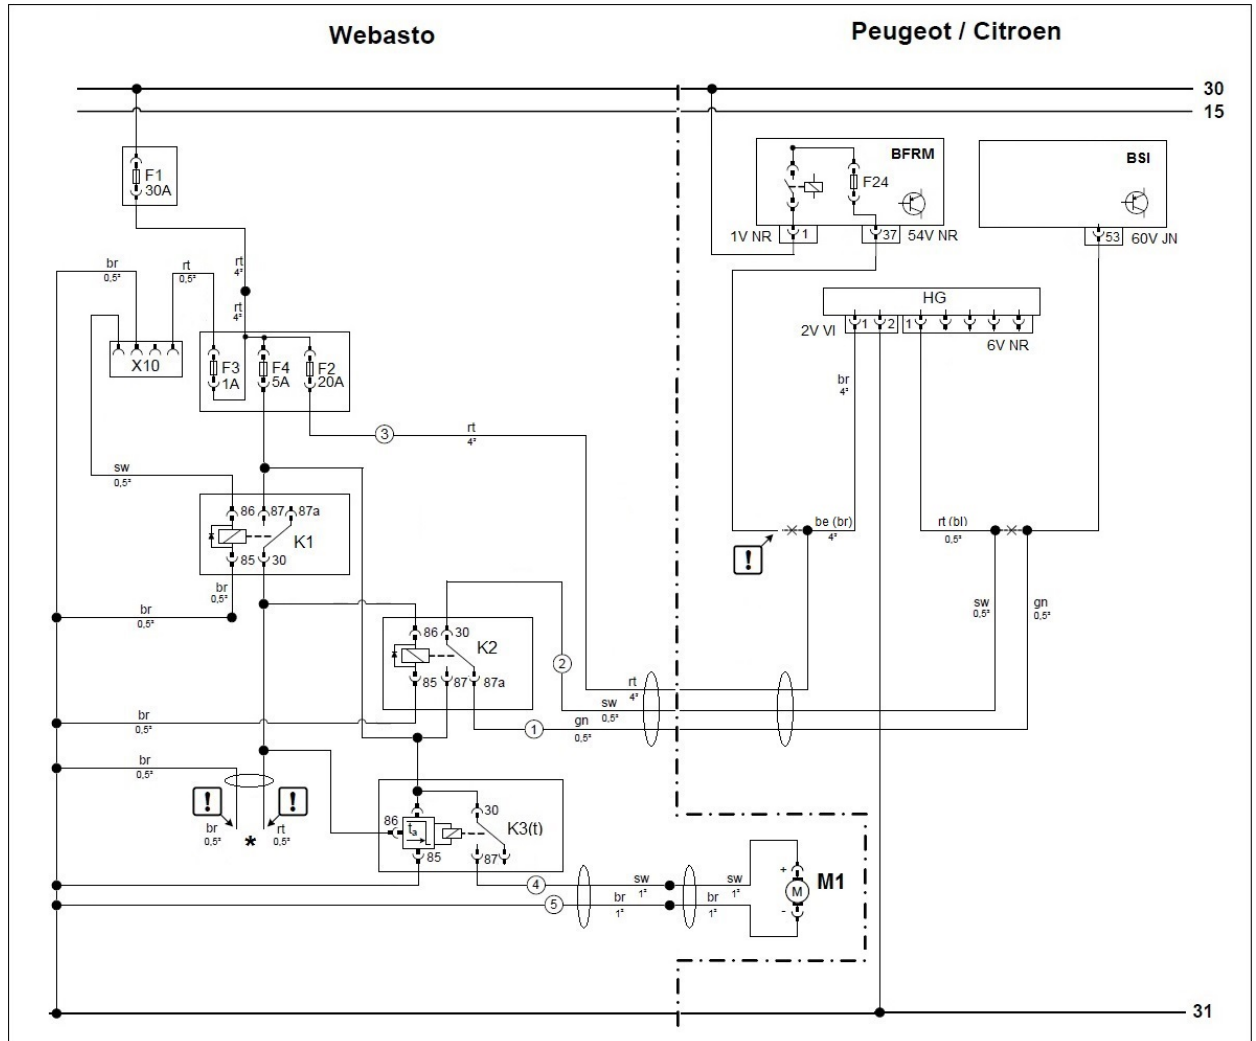 Webasto
Peugeot / Citroen
30
15
F1
30A
BFRM
F24
BSI
1V NR
1
37
54V NR
53
60V JN
br
0,5²
rt
0,5²
rt
4²
rt
4²
HG
2V VI
1
2
1
6V NR
X10
F3
1A
F4
5A
F2
20A
br
4²
3
rt
4²
sw
0,5²
86
87
87a
K1
85
30
be (br)
4²
rt (bl)
0,5²
!
br
0,5²
br
0,5²
sw
0,5²
gn
0,5²
86
30
K2
85
87
87a
2
rt
4²
sw
0,5²
br
0,5²
1
gn
0,5²
br
0,5²
!
!
br
0,5²
*
rt
0,5²
86
ta
30
K3(t)
85
87
4
sw
1²
sw
1²
5
br
1²
br
1²
+
M
-
M1
31